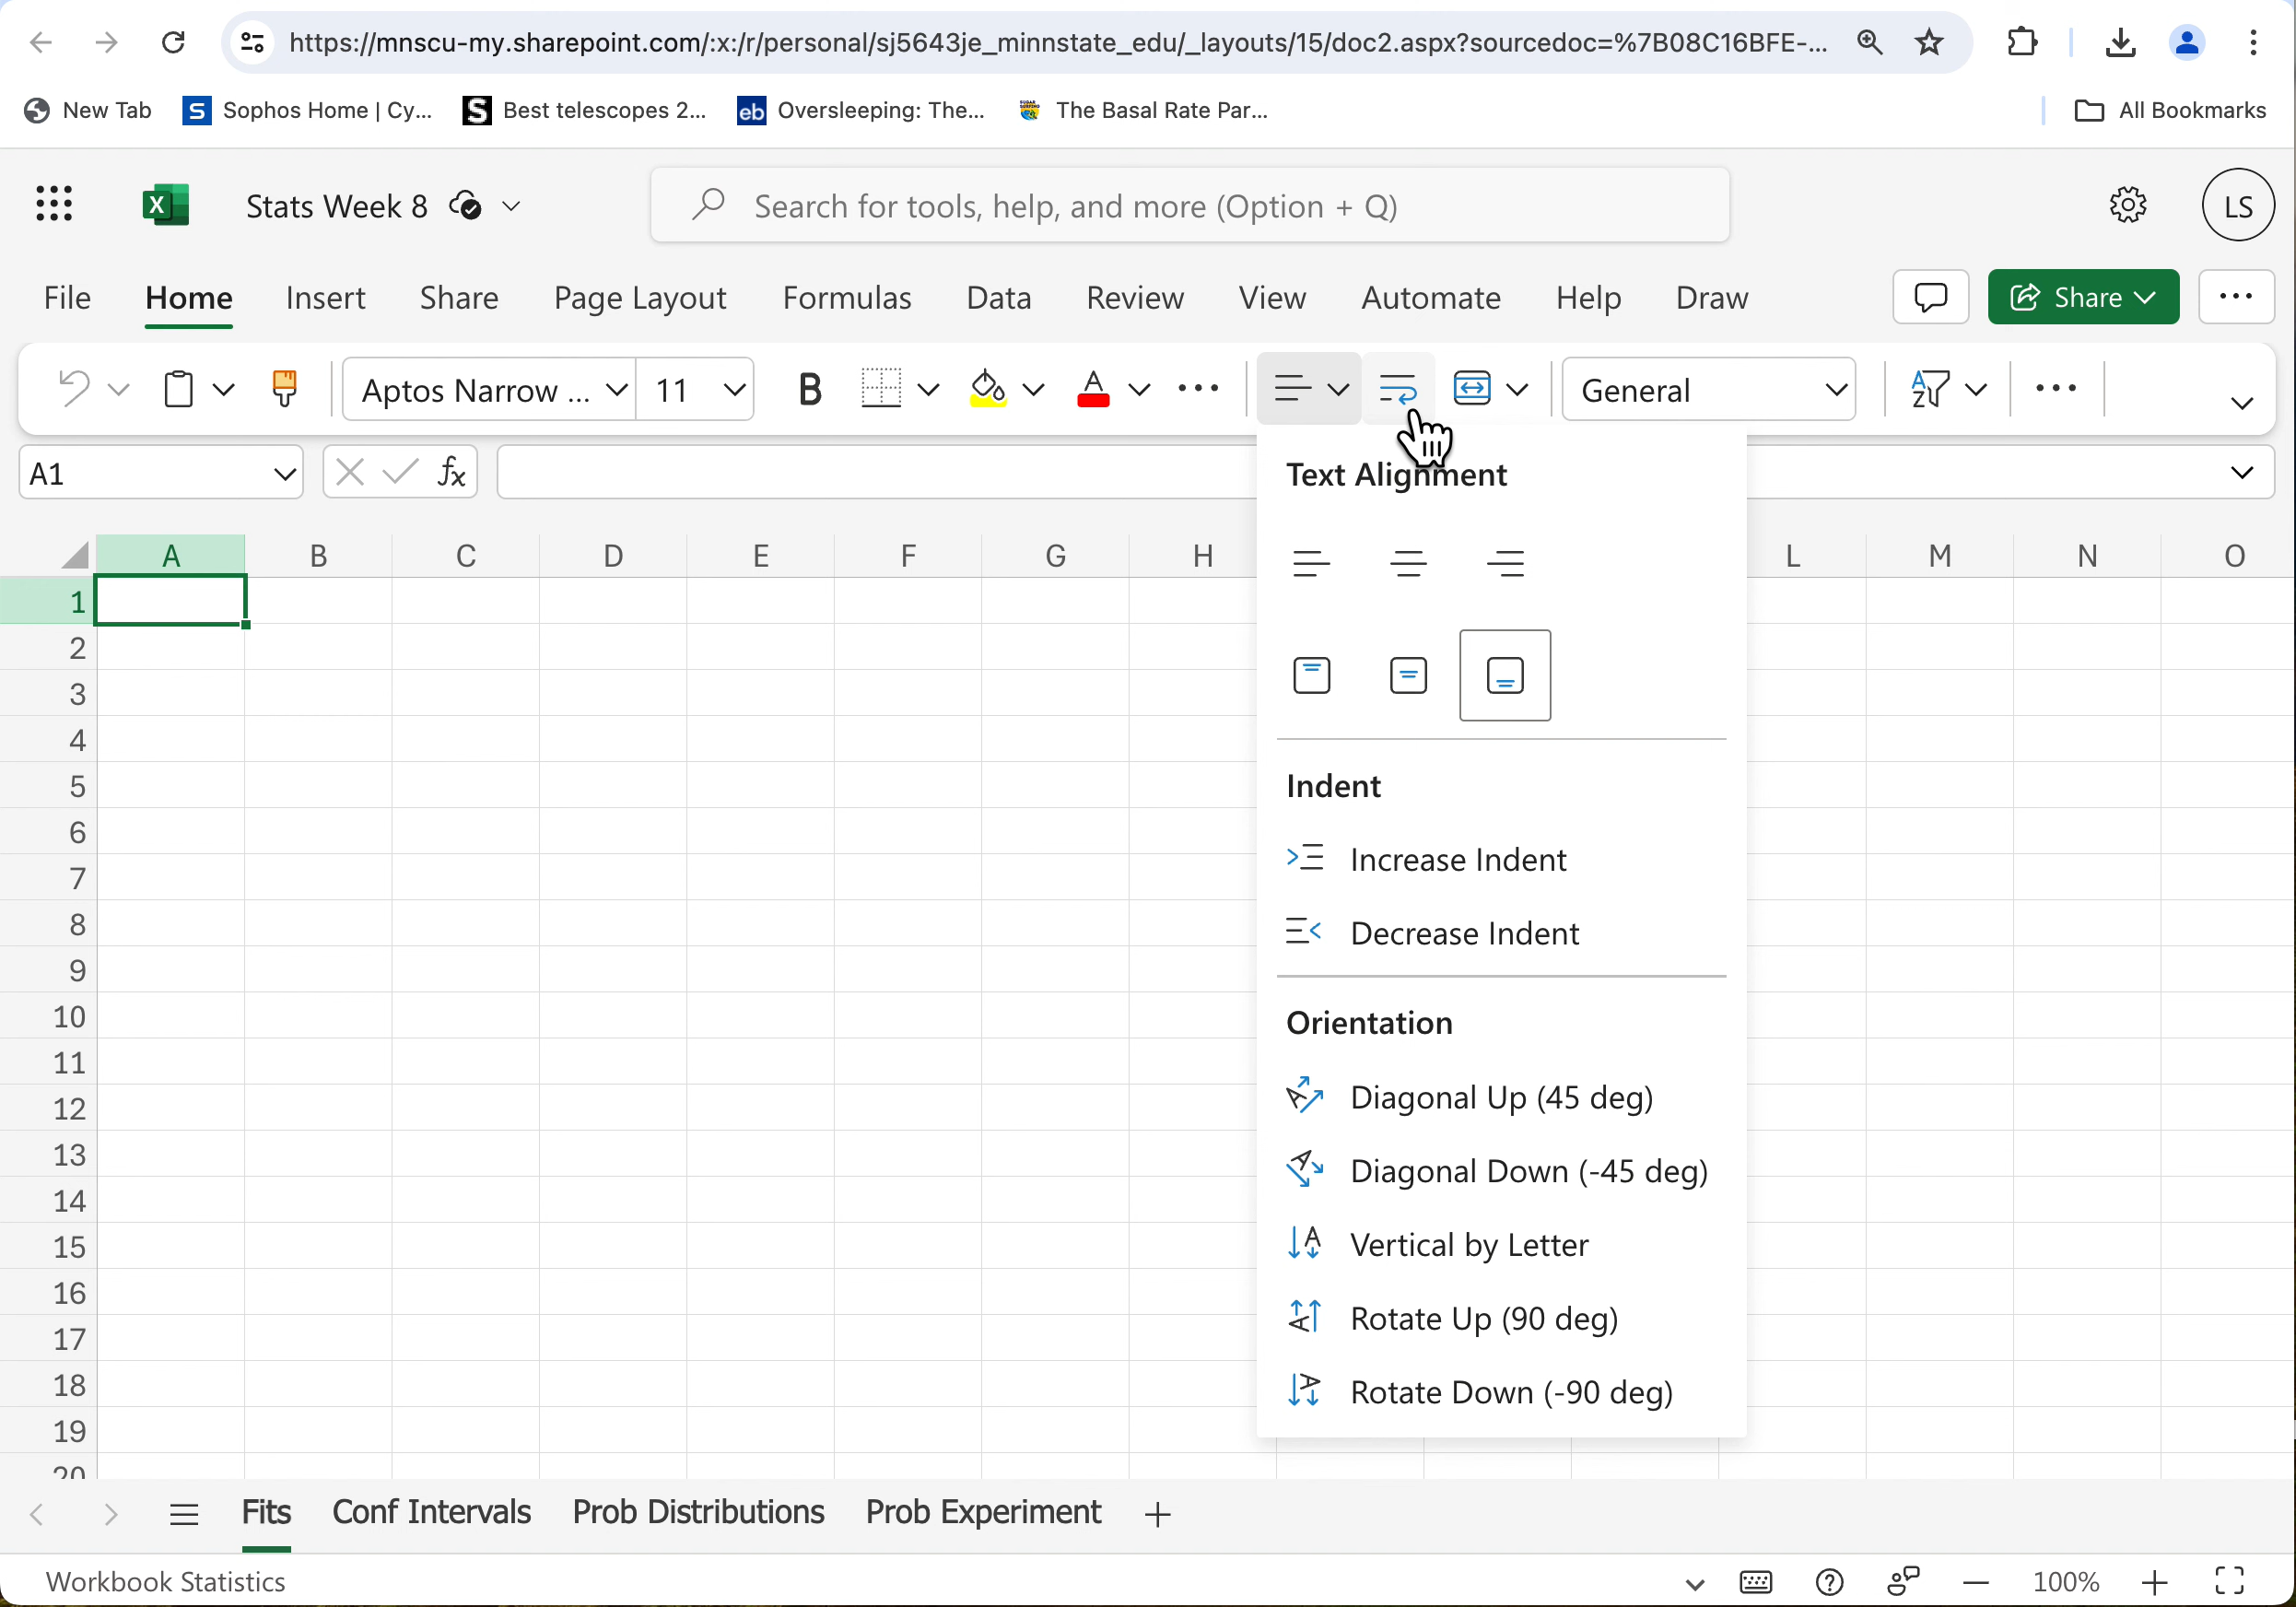 https://mnscu-my.sharepoint.com/:x:/r/personal/sj5643je_minnstate_edu/_layouts/15/doc2.aspx?sourcedoc=%7B08C16BFE-...
New Tab S Sophos Home | Cy... S Best telescopes 2... eb Oversleeping: The... The Basal Rate Par... All Bookmarks
X Stats Week 8 Search for tools, help, and more (Option + Q) LS
File Home Insert Share Page Layout Formulas Data Review View Automate Help Draw Share
Aptos Narrow ... 11 B A General
A1 fx
Text Alignment
A B C D E F G H L M N O
1
2
3
4
5
6
7
8
9
10
11
12
13
14
15
16
17
18
19
20
Indent
Increase Indent
Decrease Indent
Orientation
Diagonal Up (45 deg)
Diagonal Down (-45 deg)
Vertical by Letter
Rotate Up (90 deg)
Rotate Down (-90 deg)
Fits Conf Intervals Prob Distributions Prob Experiment
Workbook Statistics 100%